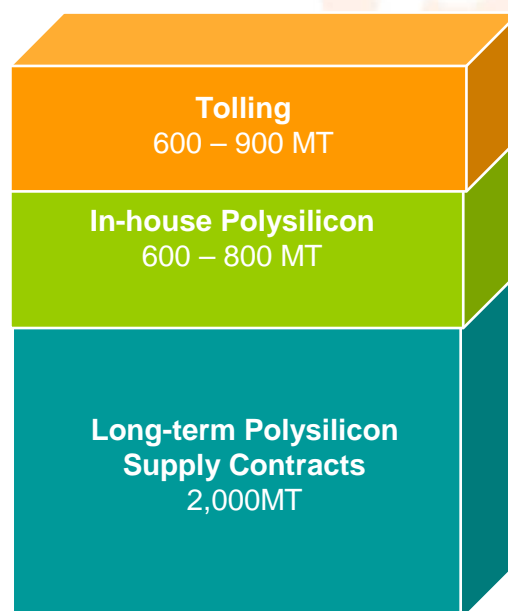 Tolling
600 – 900 MT
In-house Polysilicon
600 – 800 MT
Long-term Polysilicon
Supply Contracts
2,000MT